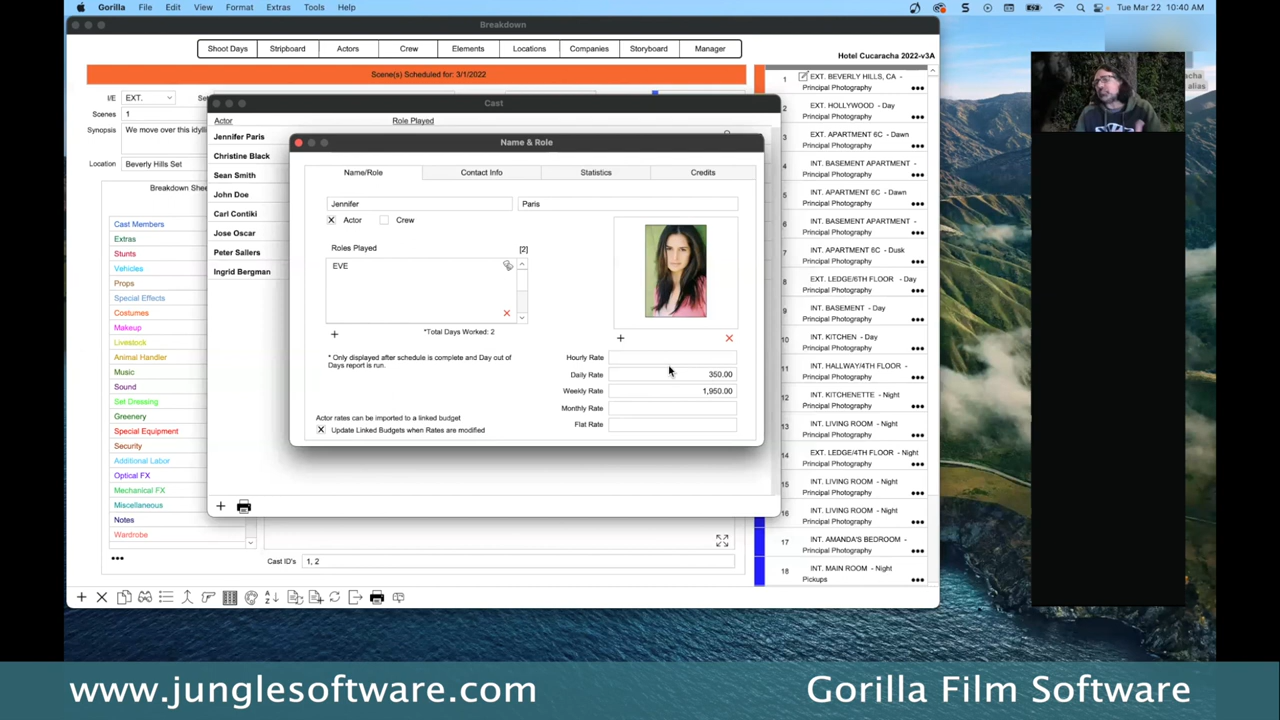 Gorilla File Edit View Format Extras Tools Help
Tue Mar 22 10:40 AM
Breakdown
Shoot Days Stripboard Actors Crew Elements Locations Companies Storyboard Manager
Hotel Cucaracha 2022-v3A
Scene(s) Scheduled for: 3/1/2022
I/E EXT. Set
Scenes 1
Synopsis We move over this idylli
Location Beverly Hills Set
Breakdown Shee
Cast Members
Extras
Stunts
Vehicles
Props
Special Effects
Costumes
Makeup
Livestock
Animal Handler
Music
Sound
Set Dressing
Greenery
Special Equipment
Security
Additional Labor
Optical FX
Mechanical FX
Miscellaneous
Notes
Wardrobe
Cast ID's 1, 2
Cast
Actor Role Played
Jennifer Paris
Christine Black
Sean Smith
John Doe
Carl Contiki
Jose Oscar
Peter Sallers
Ingrid Bergman
Name & Role
Name/Role Contact Info Statistics Credits
Jennifer Paris
X Actor Crew
Roles Played [2]
EVE
*Total Days Worked: 2
* Only displayed after schedule is complete and Day out of
Days report is run.
Hourly Rate
Daily Rate 350.00
Weekly Rate 1,950.00
Monthly Rate
Flat Rate
Actor rates can be imported to a linked budget
X Update Linked Budgets when Rates are modified
1 EXT. BEVERLY HILLS, CA -
Principal Photography
2 EXT. HOLLYWOOD - Day
Principal Photography
3 EXT. APARTMENT 6C - Dawn
Principal Photography
4 INT. BASEMENT APARTMENT -
Principal Photography
5 INT. APARTMENT 6C - Dawn
Principal Photography
6 INT. BASEMENT APARTMENT -
Principal Photography
7 INT. APARTMENT 6C - Dusk
Principal Photography
8 EXT. LEDGE/6TH FLOOR - Day
Principal Photography
9 INT. BASEMENT - Day
Principal Photography
10 INT. KITCHEN - Day
Principal Photography
11 INT. HALLWAY/4TH FLOOR -
Principal Photography
12 INT. KITCHENETTE - Night
Principal Photography
13 INT. LIVING ROOM - Night
Principal Photography
14 EXT. LEDGE/4TH FLOOR - Night
Principal Photography
15 INT. LIVING ROOM - Night
Principal Photography
16 INT. LIVING ROOM - Night
Principal Photography
17 INT. AMANDA'S BEDROOM -
Principal Photography
18 INT. MAIN ROOM - Night
Pickups
acha
alias
www.junglesoftware.com
Gorilla Film Software